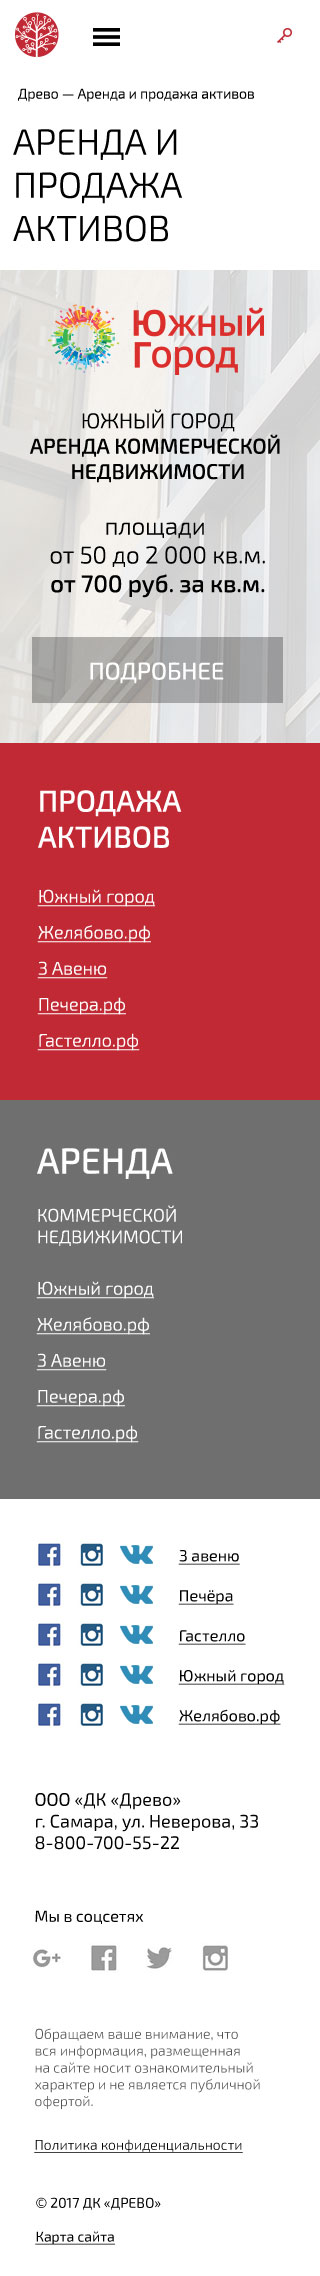 Древо — Аренда и продажа активов
АРЕНДА И
ПРОДАЖА
АКТИВОВ
Южный
Город
ЮЖНЫЙ ГОРОД
АРЕНДА КОММЕРЧЕСКОЙ
НЕДВИЖИМОСТИ
площади
от 50 до 2 000 кв.м.
от 700 руб. за кв.м.
ПОДРОБНЕЕ
ПРОДАЖА
АКТИВОВ
Южный город
Желябово.рф
3 Авеню
Печера.рф
Гастелло.рф
АРЕНДА
КОММЕРЧЕСКОЙ
НЕДВИЖИМОСТИ
Южный город
Желябово.рф
3 Авеню
Печера.рф
Гастелло.рф
3 авеню
Печёра
Гастелло
Южный город
Желябово.рф
ООО «ДК «Древо»
г. Самара, ул. Неверова, 33
8-800-700-55-22
Мы в соцсетях
Обращаем ваше внимание, что
вся информация, размещенная
на сайте носит ознакомительный
характер и не является публичной
офертой.
Политика конфиденциальности
© 2017 ДК «ДРЕВО»
Карта сайта